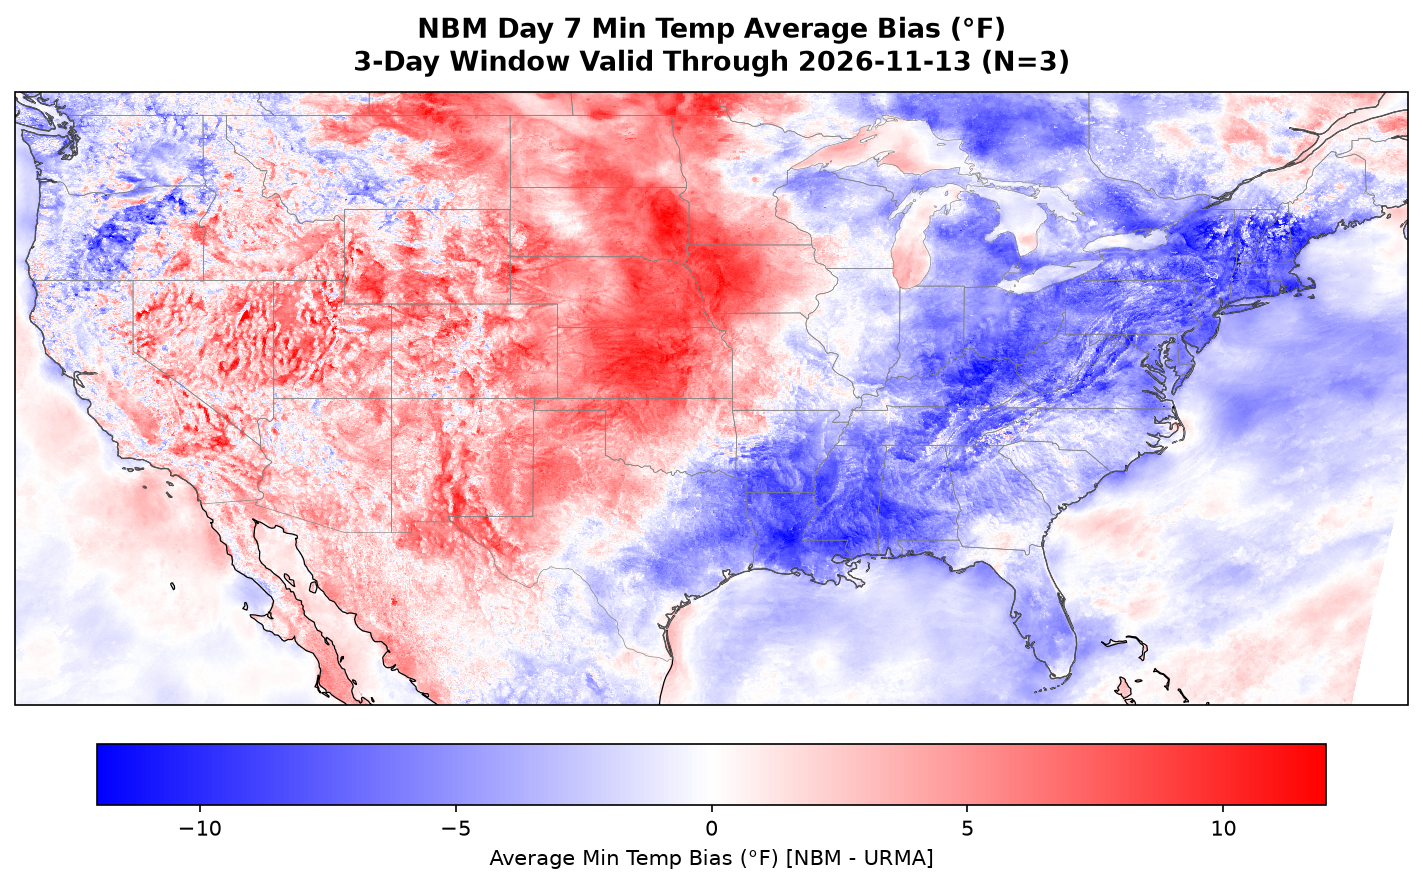 NBM Day 7 Min Temp Average Bias (°F)
3-Day Window Valid Through 2026-11-13 (N=3)
−10 −5 0 5 10
Average Min Temp Bias (°F) [NBM - URMA]